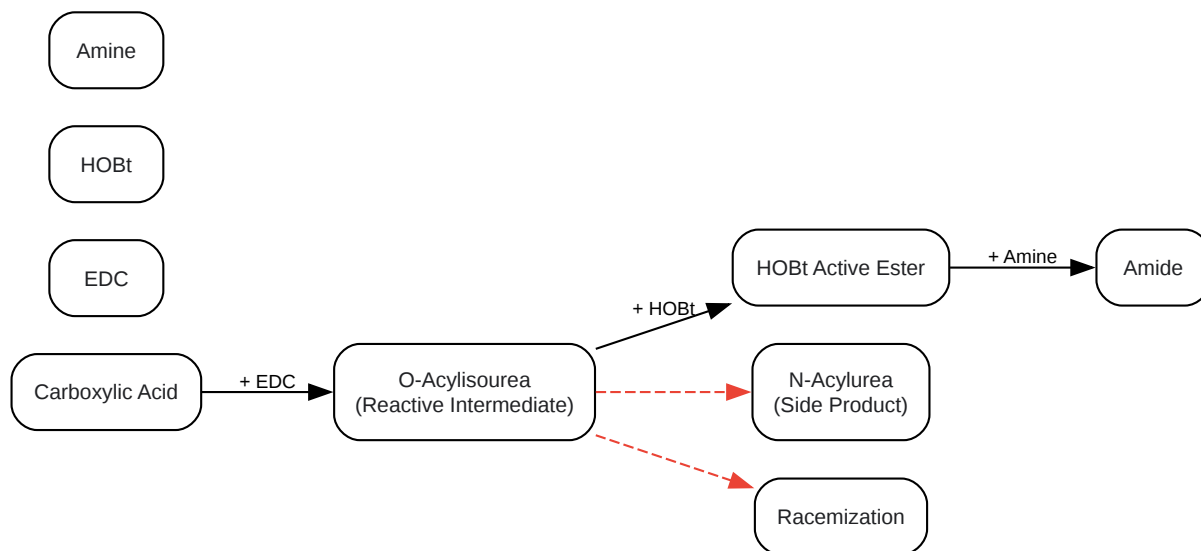 Amine
HOBt
EDC
Carboxylic Acid
+ EDC
O-Acylisourea
(Reactive Intermediate)
+ HOBt
HOBt Active Ester
+ Amine
Amide
N-Acylurea
(Side Product)
Racemization